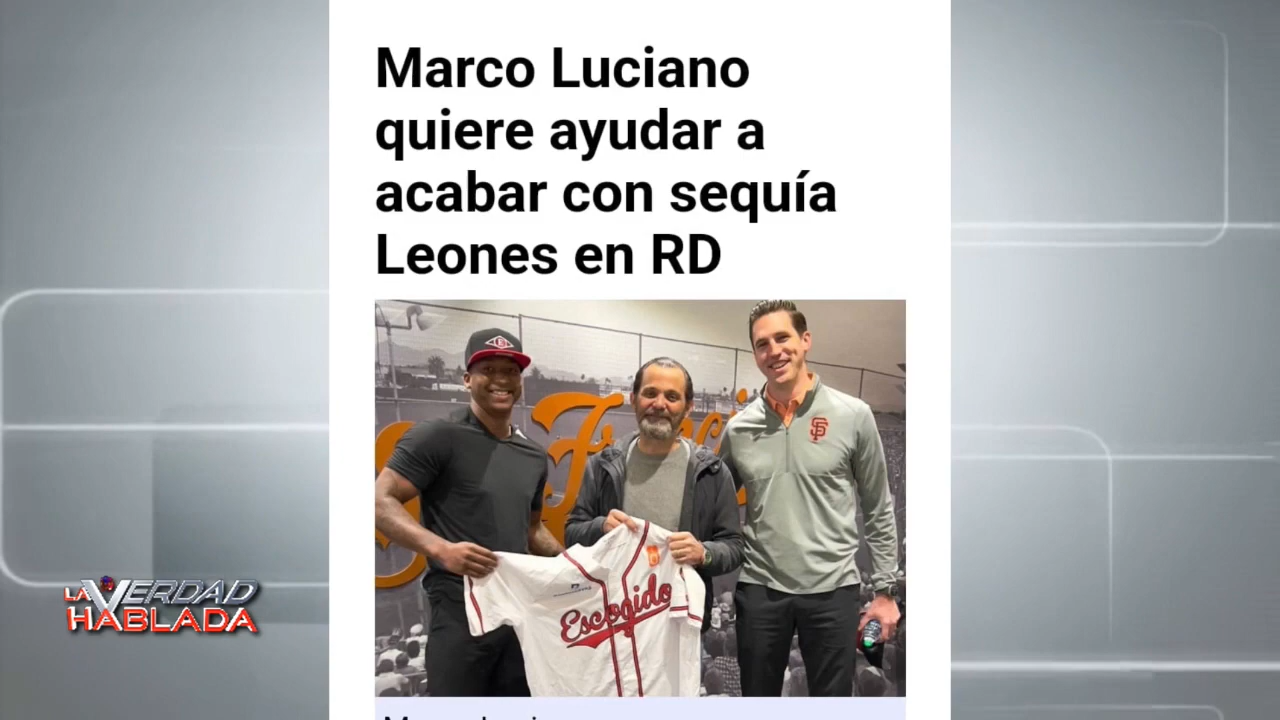 Marco Luciano
quiere ayudar a
acabar con sequía
Leones en RD
E
SF
Escogido
LA VERDAD
HABLADA